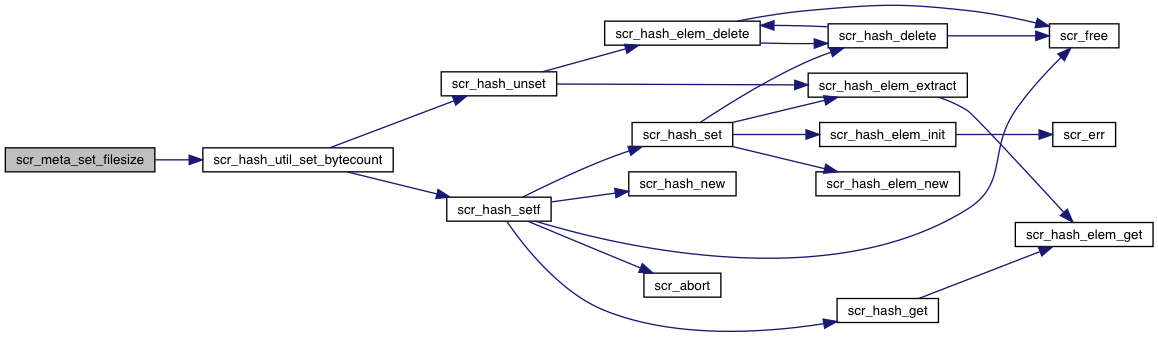 scr_meta_set_filesize
scr_hash_util_set_bytecount
scr_hash_unset
scr_hash_setf
scr_hash_elem_delete
scr_hash_delete
scr_free
scr_hash_elem_extract
scr_hash_set
scr_hash_elem_init
scr_err
scr_hash_new
scr_hash_elem_new
scr_hash_elem_get
scr_abort
scr_hash_get